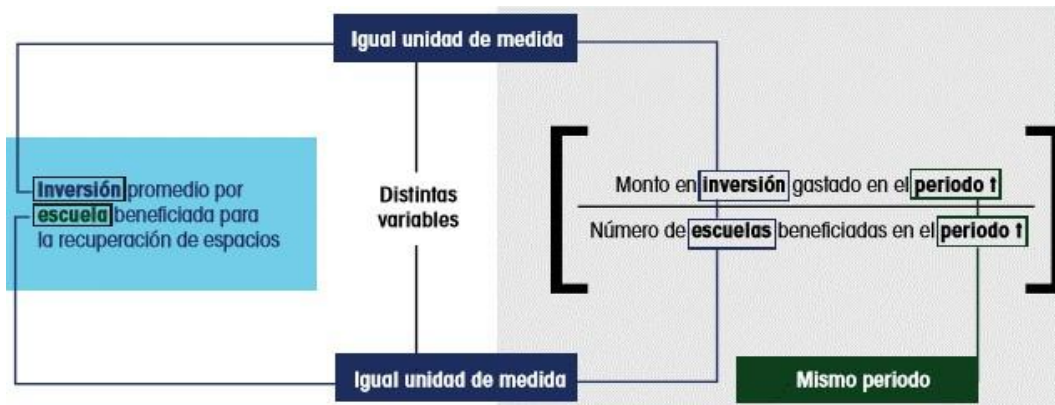 Igual unidad de medida
Inversión promedio por
escuela beneficiada para
la recuperación de espacios
Distintas
variables
Monto en inversión gastado en el periodo t
Número de escuelas beneficiadas en el periodo t
Igual unidad de medida
Mismo periodo